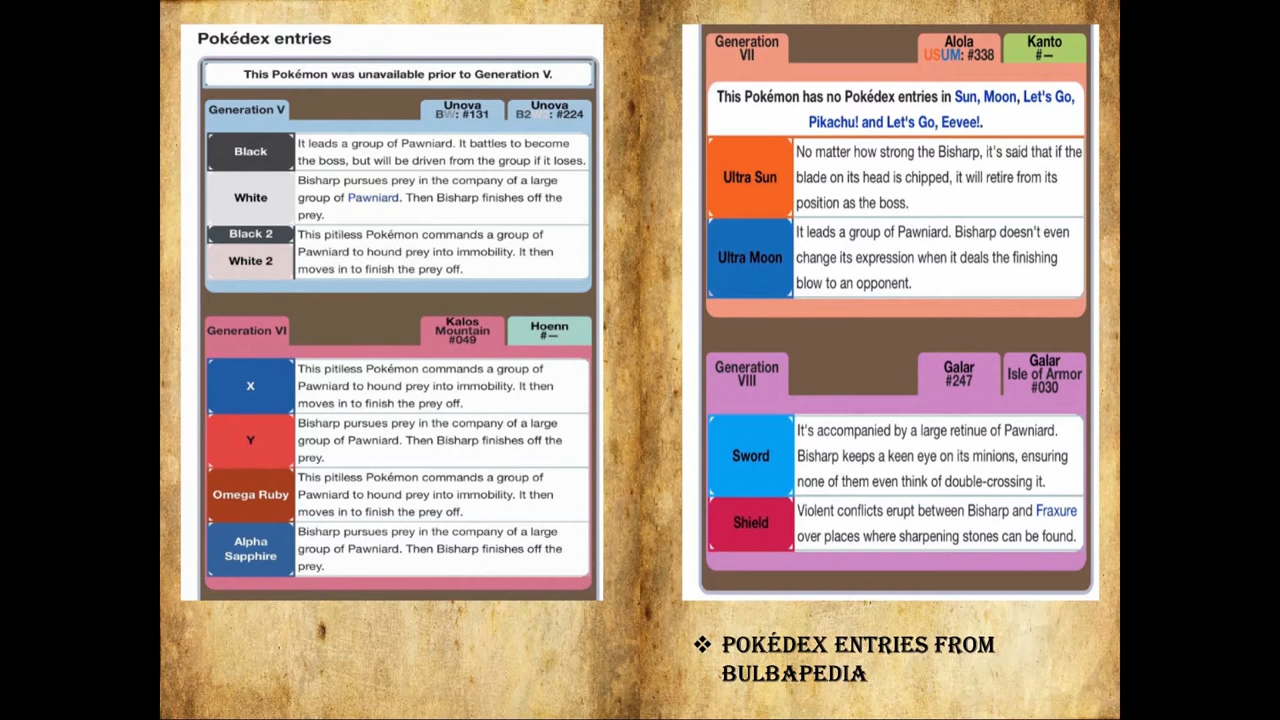 Pokédex entries
This Pokémon was unavailable prior to Generation V.
Generation V
Unova
BW: #131
Unova
B2W2: #224
Black
It leads a group of Pawniard. It battles to become
the boss, but will be driven from the group if it loses.
White
Bisharp pursues prey in the company of a large
group of Pawniard. Then Bisharp finishes off the
prey.
Black 2
White 2
This pitiless Pokémon commands a group of
Pawniard to hound prey into immobility. It then
moves in to finish the prey off.
Generation VI
Kalos
Mountain
#049
Hoenn
#—
X
This pitiless Pokémon commands a group of
Pawniard to hound prey into immobility. It then
moves in to finish the prey off.
Y
Bisharp pursues prey in the company of a large
group of Pawniard. Then Bisharp finishes off the
prey.
Omega Ruby
This pitiless Pokémon commands a group of
Pawniard to hound prey into immobility. It then
moves in to finish the prey off.
Alpha
Sapphire
Bisharp pursues prey in the company of a large
group of Pawniard. Then Bisharp finishes off the
prey.
Generation
VII
Alola
USUM: #338
Kanto
#—
This Pokémon has no Pokédex entries in Sun, Moon, Let's Go,
Pikachu! and Let's Go, Eevee!.
Ultra Sun
No matter how strong the Bisharp, it's said that if the
blade on its head is chipped, it will retire from its
position as the boss.
Ultra Moon
It leads a group of Pawniard. Bisharp doesn't even
change its expression when it deals the finishing
blow to an opponent.
Generation
VIII
Galar
#247
Galar
Isle of Armor
#030
Sword
It's accompanied by a large retinue of Pawniard.
Bisharp keeps a keen eye on its minions, ensuring
none of them even think of double-crossing it.
Shield
Violent conflicts erupt between Bisharp and Fraxure
over places where sharpening stones can be found.
❖ POKÉDEX ENTRIES FROM
BULBAPEDIA